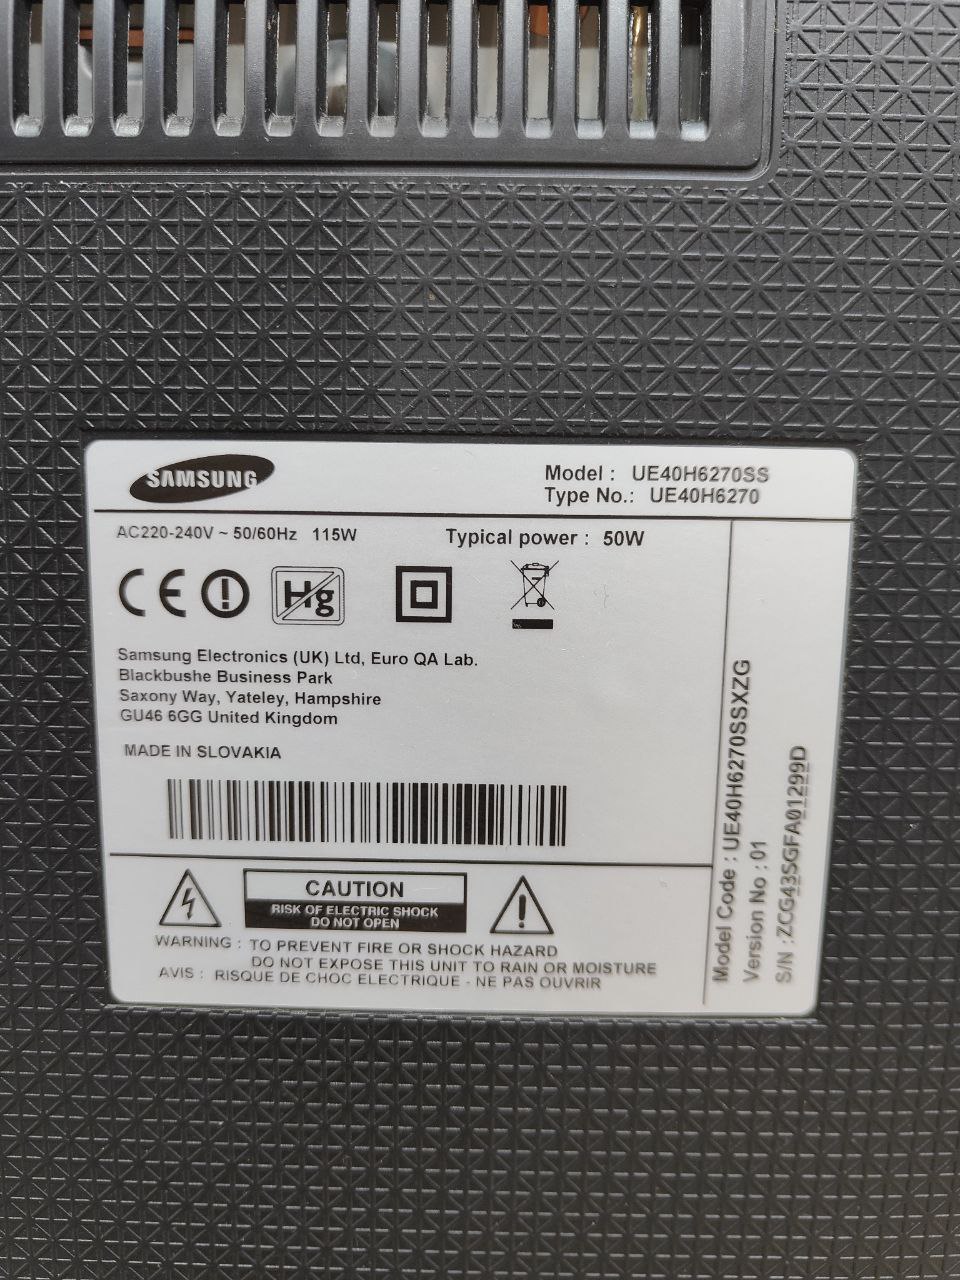 SAMSUNG
Model : UE40H6270SS
Type No.: UE40H6270
AC220-240V ~ 50/60Hz 115W
Typical power : 50W
CE
Hg
Samsung Electronics (UK) Ltd, Euro QA Lab.
Blackbushe Business Park
Saxony Way, Yateley, Hampshire
GU46 6GG United Kingdom
MADE IN SLOVAKIA
CAUTION
RISK OF ELECTRIC SHOCK
DO NOT OPEN
WARNING : TO PREVENT FIRE OR SHOCK HAZARD
DO NOT EXPOSE THIS UNIT TO RAIN OR MOISTURE
AVIS : RISQUE DE CHOC ELECTRIQUE - NE PAS OUVRIR
Model Code : UE40H6270SSXZG
Version No : 01
S/N :ZCG43SGFA01299D